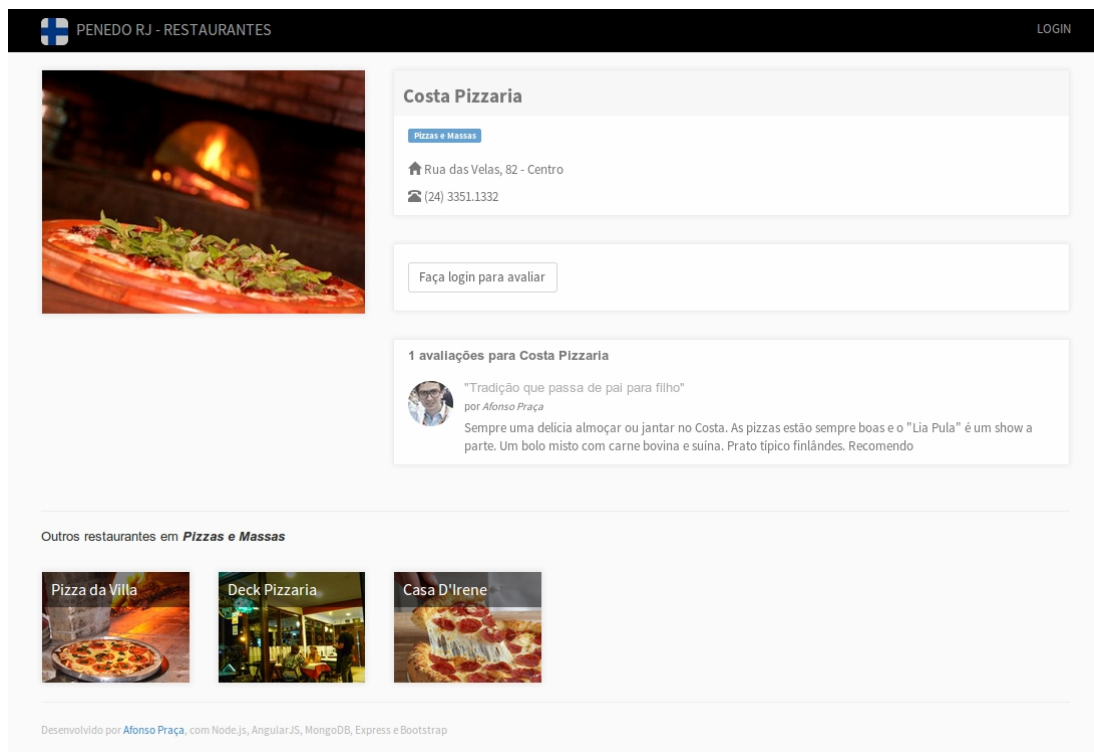 PENEDO RJ - RESTAURANTES
LOGIN
Costa Pizzaria
Pizzas e Massas
Rua das Velas, 82 - Centro
(24) 3351.1332
Faça login para avaliar
1 avaliações para Costa Pizzaria
"Tradição que passa de pai para filho"
por Afonso Praça
Sempre uma delicia almoçar ou jantar no Costa. As pizzas estão sempre boas e o "Lia Pula" é um show a
parte. Um bolo misto com carne bovina e suína. Prato típico finlândes. Recomendo
Outros restaurantes em Pizzas e Massas
Pizza da Villa
Deck Pizzaria
Casa D'Irene
Desenvolvido por Afonso Praça, com Node.js, AngularJS, MongoDB, Express e Bootstrap